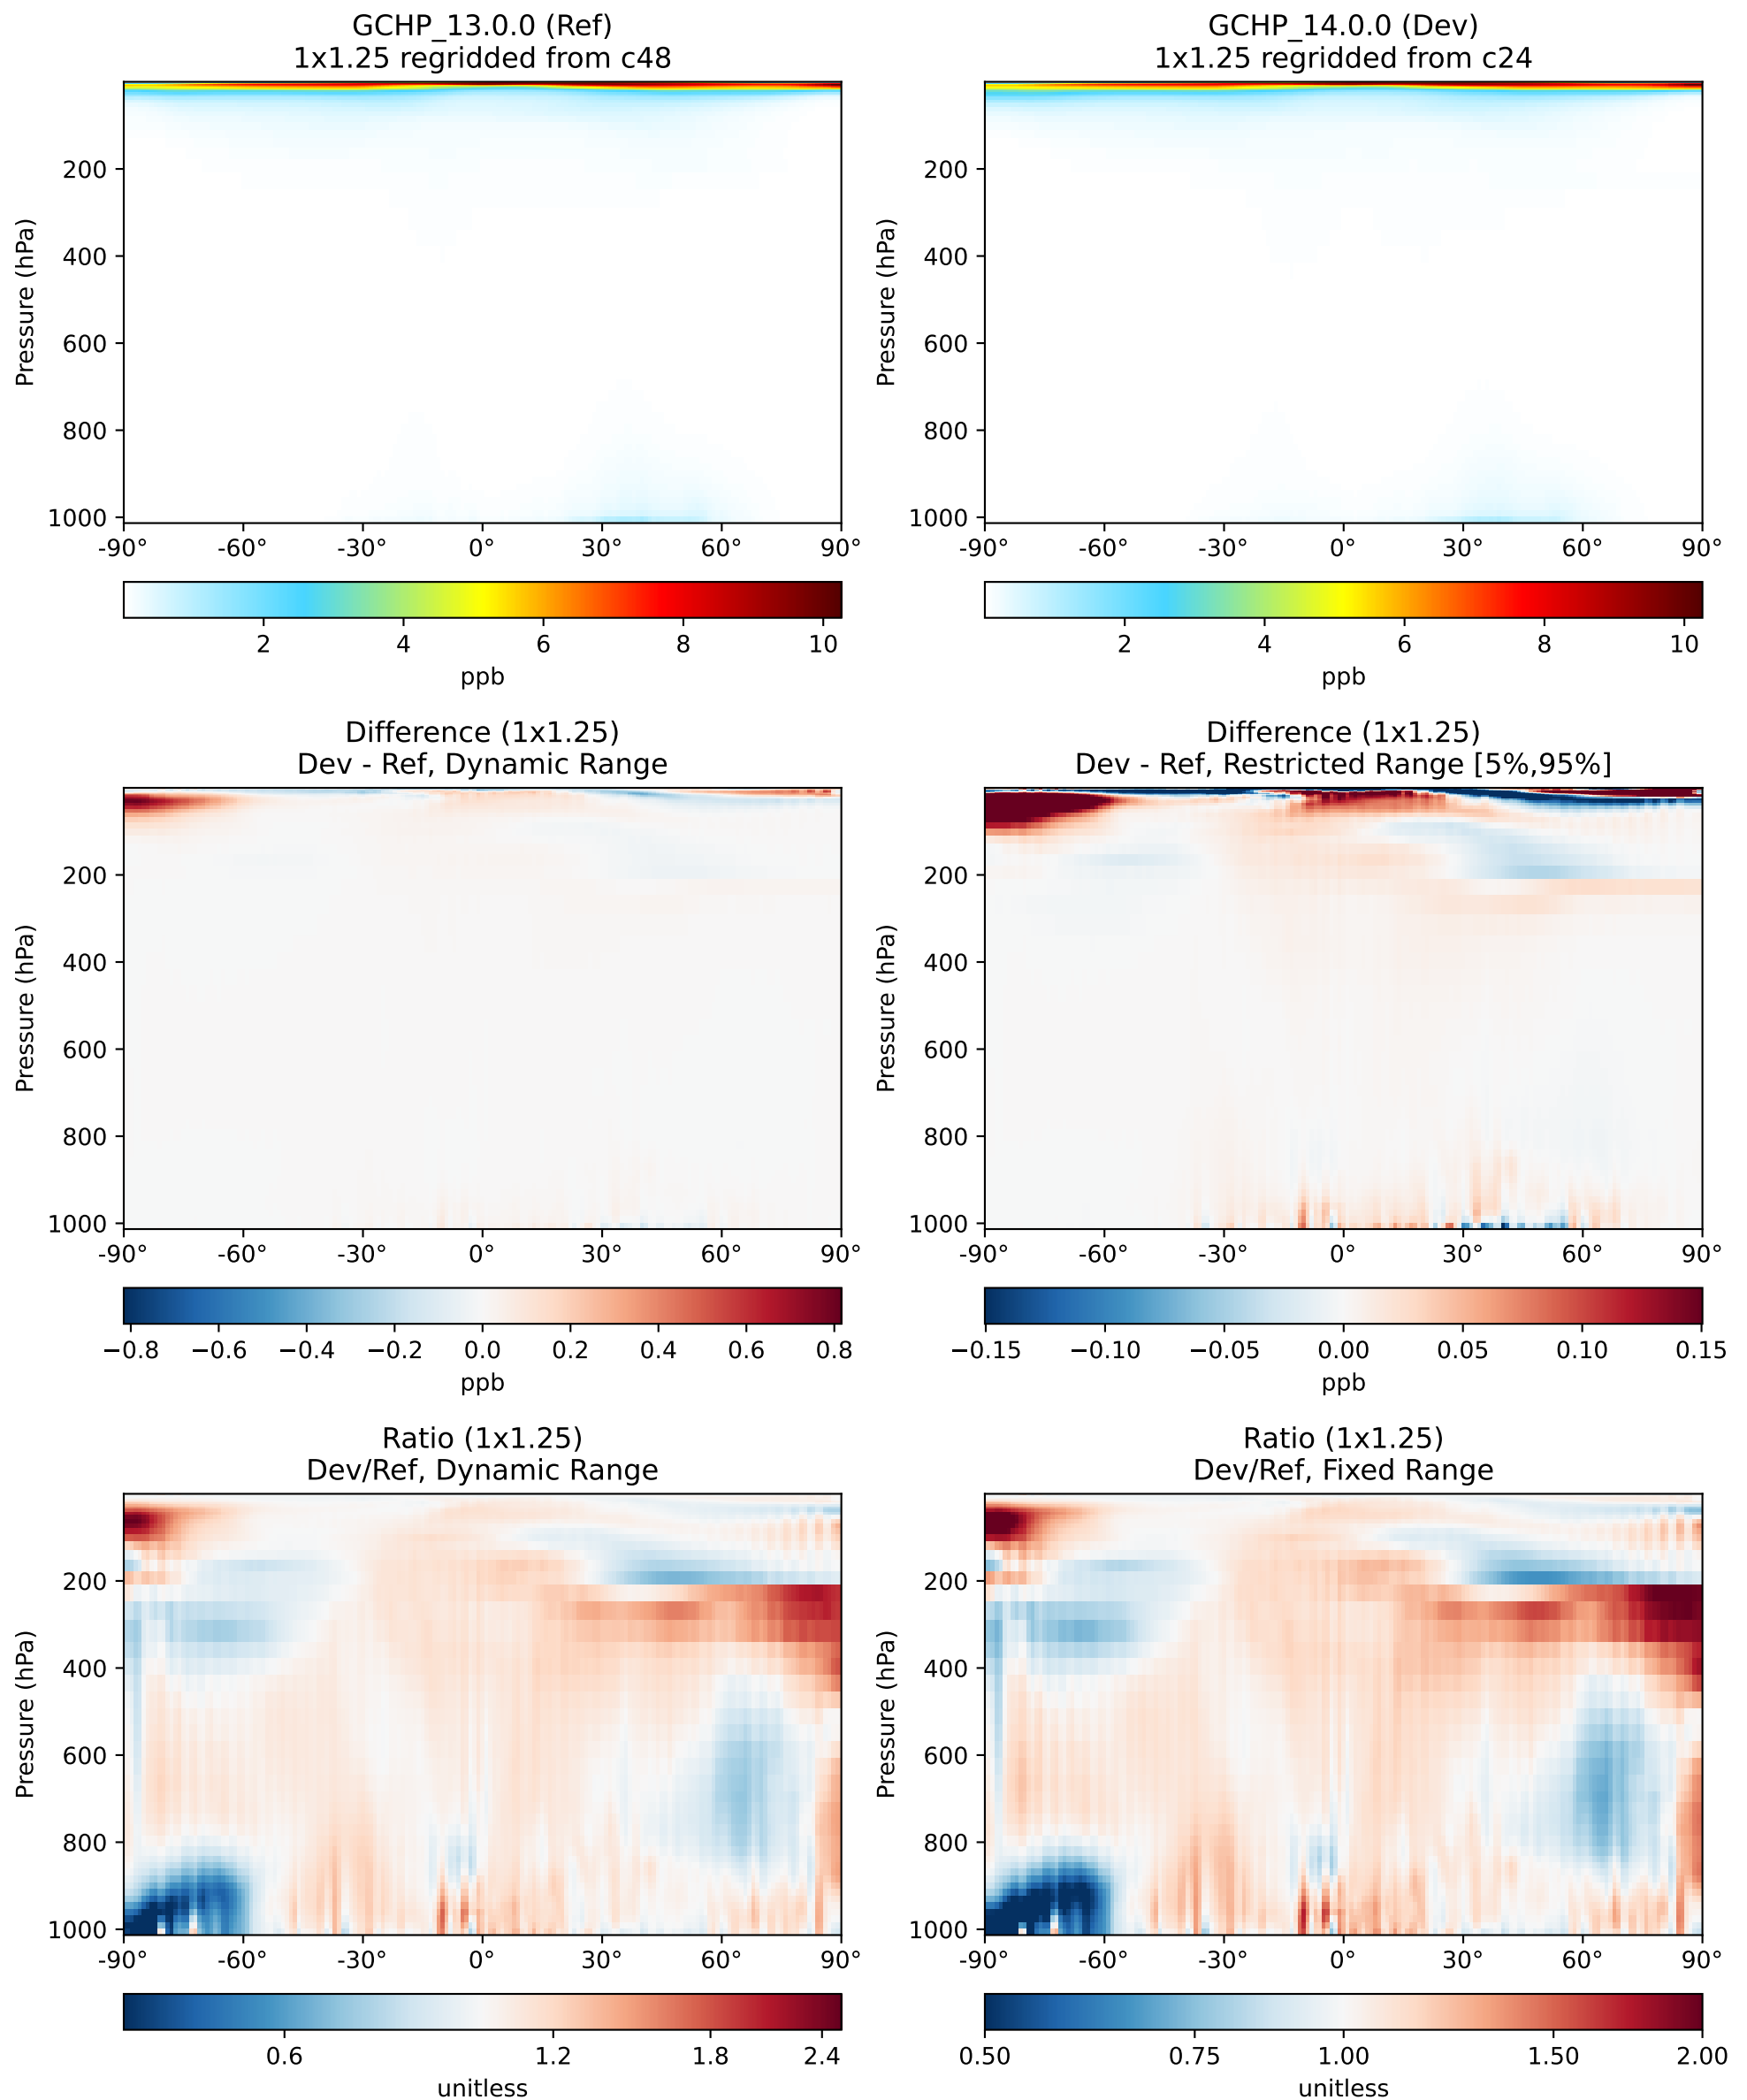 GCHP_13.0.0 (Ref)
1x1.25 regridded from c48
Pressure (hPa)
200
400
600
800
1000
-90° -60° -30° 0° 30° 60° 90°
2 4 6 8 10
ppb
GCHP_14.0.0 (Dev)
1x1.25 regridded from c24
Pressure (hPa)
200
400
600
800
1000
-90° -60° -30° 0° 30° 60° 90°
2 4 6 8 10
ppb
Difference (1x1.25)
Dev - Ref, Dynamic Range
Pressure (hPa)
200
400
600
800
1000
-90° -60° -30° 0° 30° 60° 90°
−0.8 −0.6 −0.4 −0.2 0.0 0.2 0.4 0.6 0.8
ppb
Difference (1x1.25)
Dev - Ref, Restricted Range [5%,95%]
Pressure (hPa)
200
400
600
800
1000
-90° -60° -30° 0° 30° 60° 90°
−0.15 −0.10 −0.05 0.00 0.05 0.10 0.15
ppb
Ratio (1x1.25)
Dev/Ref, Dynamic Range
Pressure (hPa)
200
400
600
800
1000
-90° -60° -30° 0° 30° 60° 90°
0.6 1.2 1.8 2.4
unitless
Ratio (1x1.25)
Dev/Ref, Fixed Range
Pressure (hPa)
200
400
600
800
1000
-90° -60° -30° 0° 30° 60° 90°
0.50 0.75 1.00 1.50 2.00
unitless